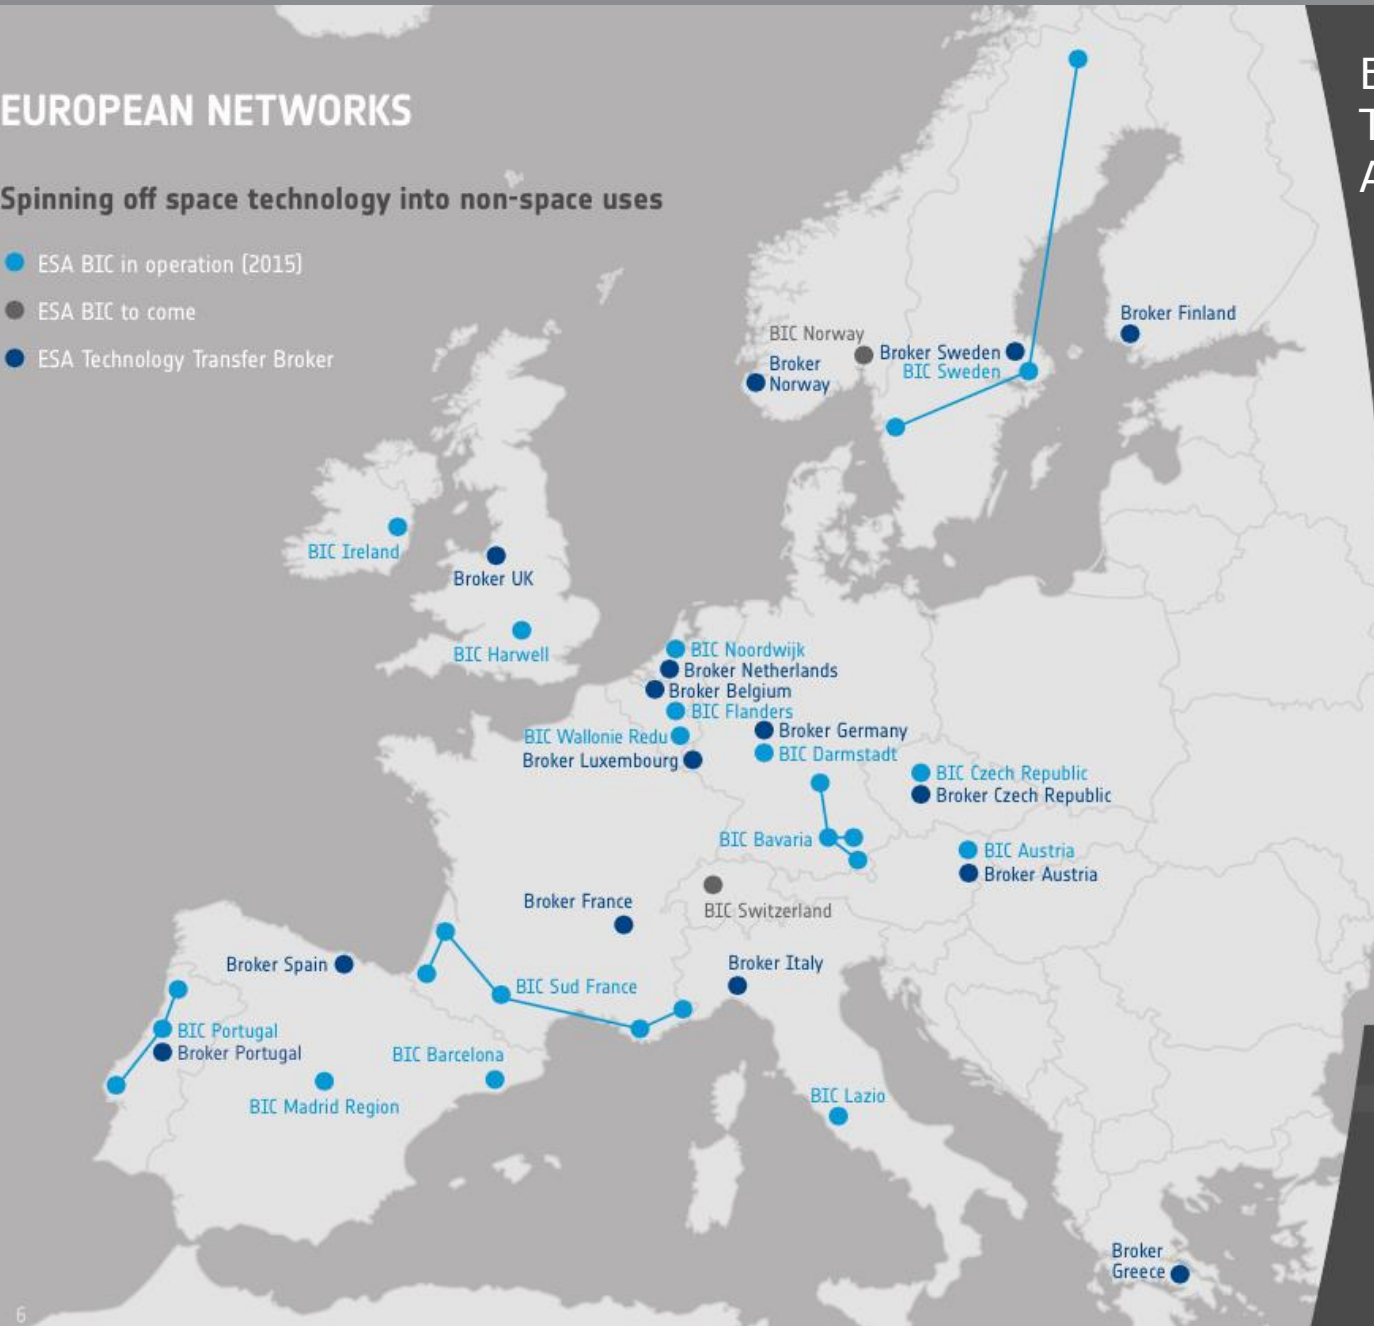 EUROPEAN NETWORKS
Spinning off space technology into non-space uses
ESA BIC in operation (2015)
ESA BIC to come
ESA Technology Transfer Broker
BIC Norway
Broker
Norway
Broker Sweden
BIC Sweden
Broker Finland
BIC Ireland
Broker UK
BIC Harwell
BIC Noordwijk
Broker Netherlands
Broker Belgium
BIC Flanders
BIC Wallonie Redu
Broker Luxembourg
Broker Germany
BIC Darmstadt
BIC Czech Republic
Broker Czech Republic
BIC Bavaria
BIC Austria
Broker Austria
BIC Switzerland
Broker France
Broker Spain
BIC Sud France
Broker Italy
BIC Portugal
Broker Portugal
BIC Barcelona
BIC Madrid Region
BIC Lazio
Broker
Greece
6
E
T
A